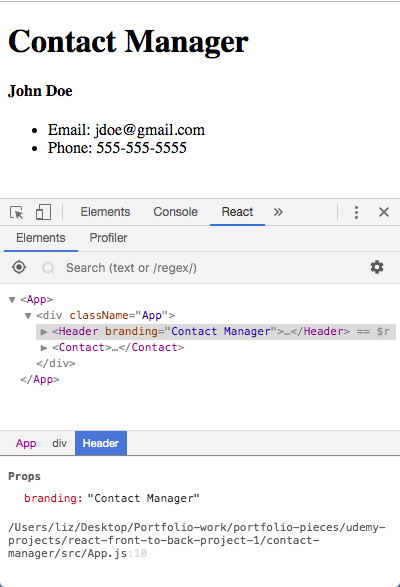 Contact Manager
John Doe
• Email: jdoe@gmail.com
• Phone: 555-555-5555
Elements Console React »
Elements Profiler
Search (text or /regex/)
▼ <App>
▼ <div className="App">
▶ <Header branding="Contact Manager">…</Header> == $r
▶ <Contact>…</Contact>
</div>
</App>
App div Header
Props
branding: "Contact Manager"
/Users/liz/Desktop/Portfolio-work/portfolio-pieces/udemy-
projects/react-front-to-back-project-1/contact-
manager/src/App.js:10